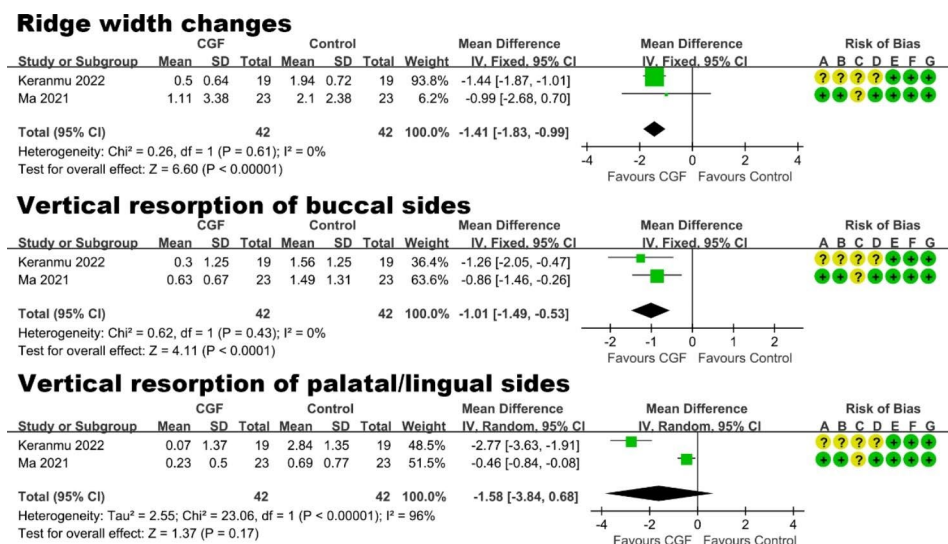 Ridge width changes
CGF Control Mean Difference Mean Difference Risk of Bias
Study or Subgroup Mean SD Total Mean SD Total Weight IV. Fixed. 95% CI IV. Fixed. 95% CI A B C D E F G
Keranmu 2022 0.5 0.64 19 1.94 0.72 19 93.8% -1.44 [-1.87, -1.01] ? ? ? ? + + +
Ma 2021 1.11 3.38 23 2.1 2.38 23 6.2% -0.99 [-2.68, 0.70] + + ? + + + +
Total (95% CI) 42 42 100.0% -1.41 [-1.83, -0.99]
Heterogeneity: Chi² = 0.26, df = 1 (P = 0.61); I² = 0%
-4 -2 0 2 4
Test for overall effect: Z = 6.60 (P < 0.00001)
Favours CGF Favours Control
Vertical resorption of buccal sides
CGF Control Mean Difference Mean Difference Risk of Bias
Study or Subgroup Mean SD Total Mean SD Total Weight IV. Fixed. 95% CI IV. Fixed. 95% CI A B C D E F G
Keranmu 2022 0.3 1.25 19 1.56 1.25 19 36.4% -1.26 [-2.05, -0.47] ? ? ? ? + + +
Ma 2021 0.63 0.67 23 1.49 1.31 23 63.6% -0.86 [-1.46, -0.26] + + ? + + + +
Total (95% CI) 42 42 100.0% -1.01 [-1.49, -0.53]
Heterogeneity: Chi² = 0.62, df = 1 (P = 0.43); I² = 0%
-2 -1 0 1 2
Test for overall effect: Z = 4.11 (P < 0.0001)
Favours CGF Favours Control
Vertical resorption of palatal/lingual sides
CGF Control Mean Difference Mean Difference Risk of Bias
Study or Subgroup Mean SD Total Mean SD Total Weight IV. Random. 95% CI IV. Random. 95% CI A B C D E F G
Keranmu 2022 0.07 1.37 19 2.84 1.35 19 48.5% -2.77 [-3.63, -1.91] ? ? ? ? + + +
Ma 2021 0.23 0.5 23 0.69 0.77 23 51.5% -0.46 [-0.84, -0.08] + + ? + + + +
Total (95% CI) 42 42 100.0% -1.58 [-3.84, 0.68]
Heterogeneity: Tau² = 2.55; Chi² = 23.06, df = 1 (P < 0.00001); I² = 96%
-4 -2 0 2 4
Test for overall effect: Z = 1.37 (P = 0.17)
Favours CGF Favours Control